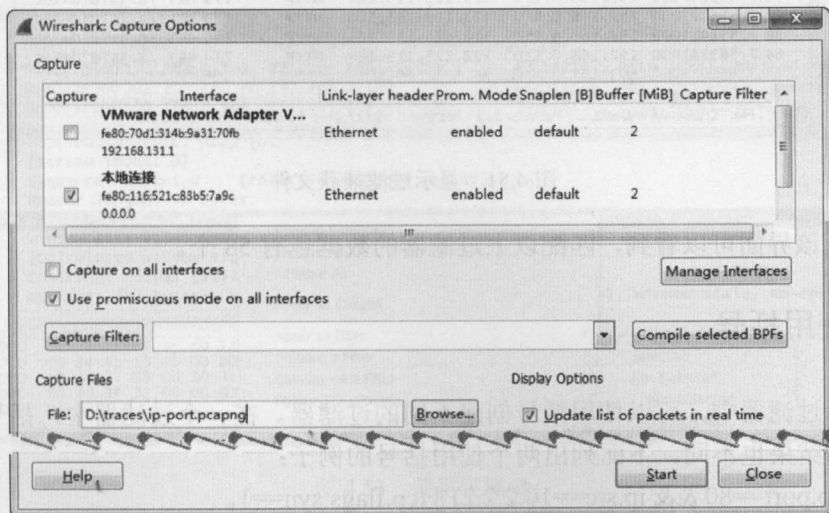 Wireshark: Capture Options
Capture
Capture Interface Link-layer header Prom. Mode Snaplen [B] Buffer [MiB] Capture Filter
VMware Network Adapter V...
fe80::70d1:314b:9a31:70fb Ethernet enabled default 2
192.168.131.1
本地连接
fe80::116:521c:83b5:7a9c Ethernet enabled default 2
0.0.0.0
Capture on all interfaces Manage Interfaces
Use promiscuous mode on all interfaces
Capture Filter: Compile selected BPFs
Capture Files Display Options
File: D:\traces\ip-port.pcapng Browse... Update list of packets in real time
Help Start Close